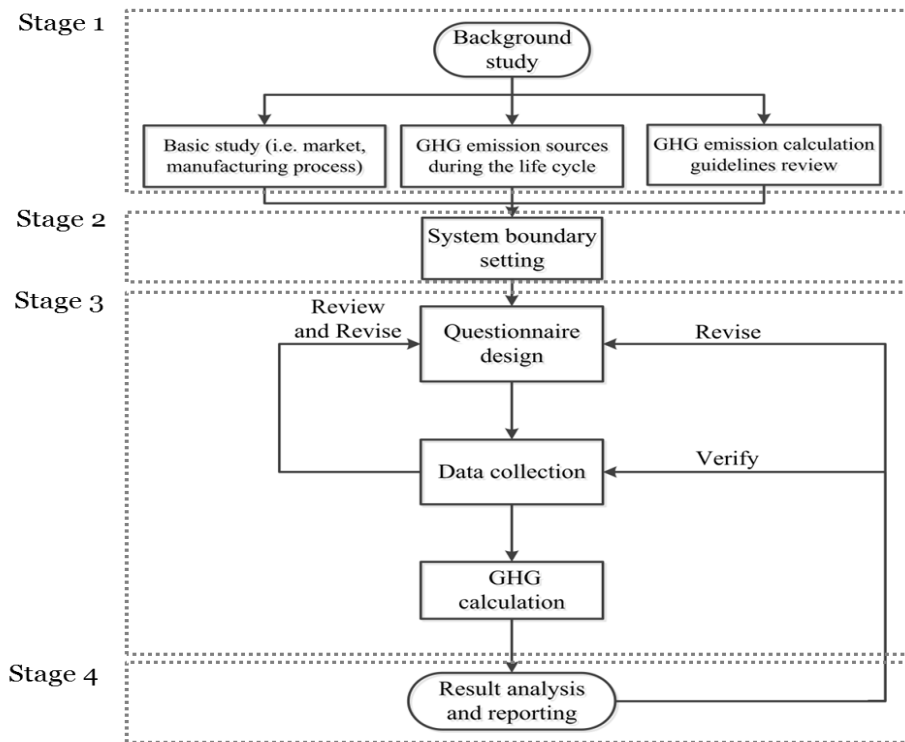 Stage 1
Background
study
Basic study (i.e. market,
manufacturing process)
GHG emission sources
during the life cycle
GHG emission calculation
guidelines review
Stage 2
System boundary
setting
Stage 3
Review
and Revise
Questionnaire
design
Revise
Data collection
Verify
GHG
calculation
Stage 4
Result analysis
and reporting